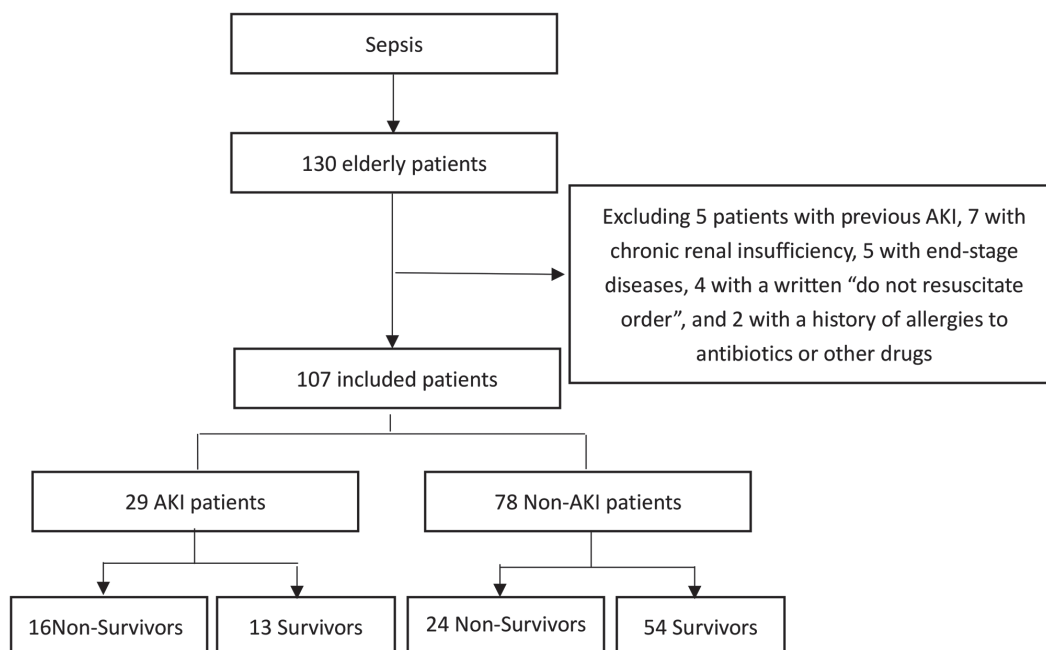 Sepsis
130 elderly patients
Excluding 5 patients with previous AKI, 7 with
chronic renal insufficiency, 5 with end-stage
diseases, 4 with a written “do not resuscitate
order”, and 2 with a history of allergies to
antibiotics or other drugs
107 included patients
29 AKI patients
78 Non-AKI patients
16Non-Survivors
13 Survivors
24 Non-Survivors
54 Survivors